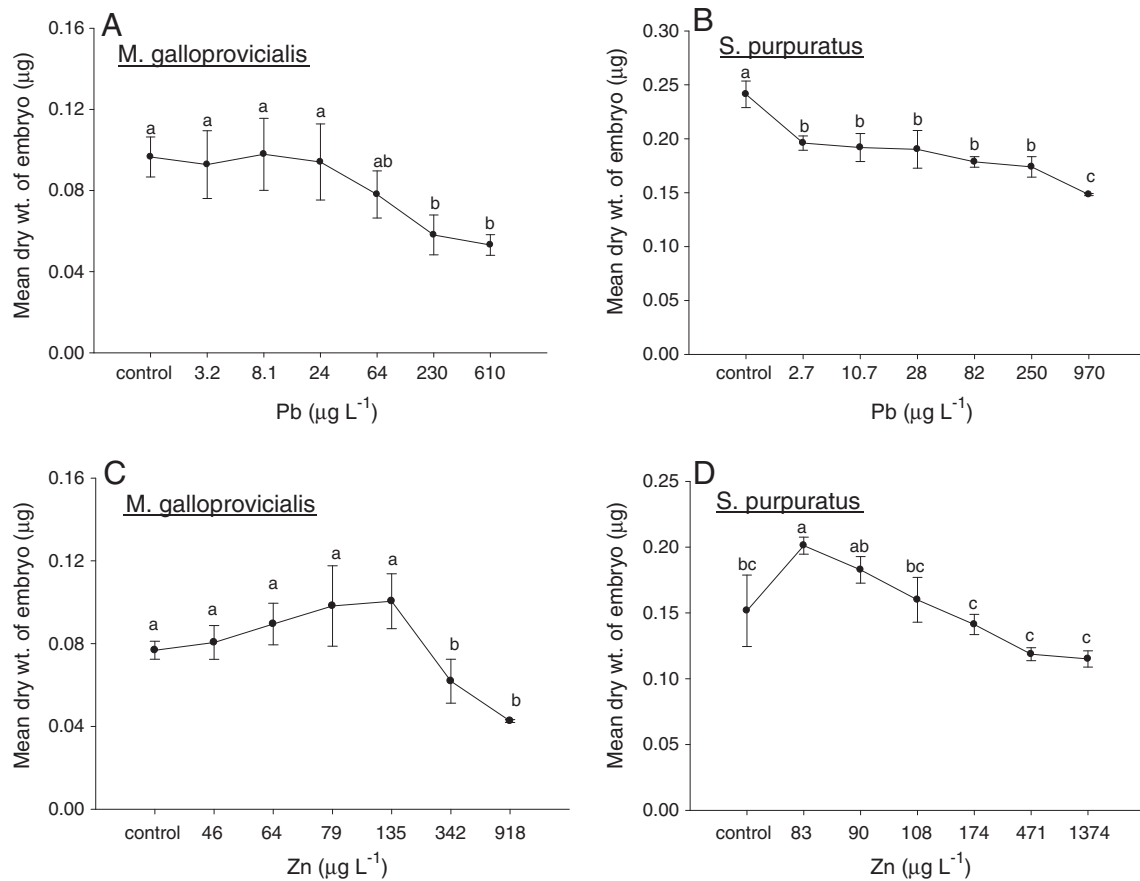 A
M. galloprovicialis
Mean dry wt. of embryo (μg)
0.16
0.12
0.08
0.04
0.00
a a a a ab b b
control 3.2 8.1 24 64 230 610
Pb (μg L⁻¹)
B
S. purpuratus
Mean dry wt. of embryo (μg)
0.30
0.25
0.20
0.15
0.10
0.05
0.00
a b b b b b c
control 2.7 10.7 28 82 250 970
Pb (μg L⁻¹)
C
M. galloprovicialis
Mean dry wt. of embryo (μg)
0.16
0.12
0.08
0.04
0.00
a a a a a b b
control 46 64 79 135 342 918
Zn (μg L⁻¹)
D
S. purpuratus
Mean dry wt. of embryo (μg)
0.25
0.20
0.15
0.10
0.05
0.00
bc a ab bc c c c
control 83 90 108 174 471 1374
Zn (μg L⁻¹)